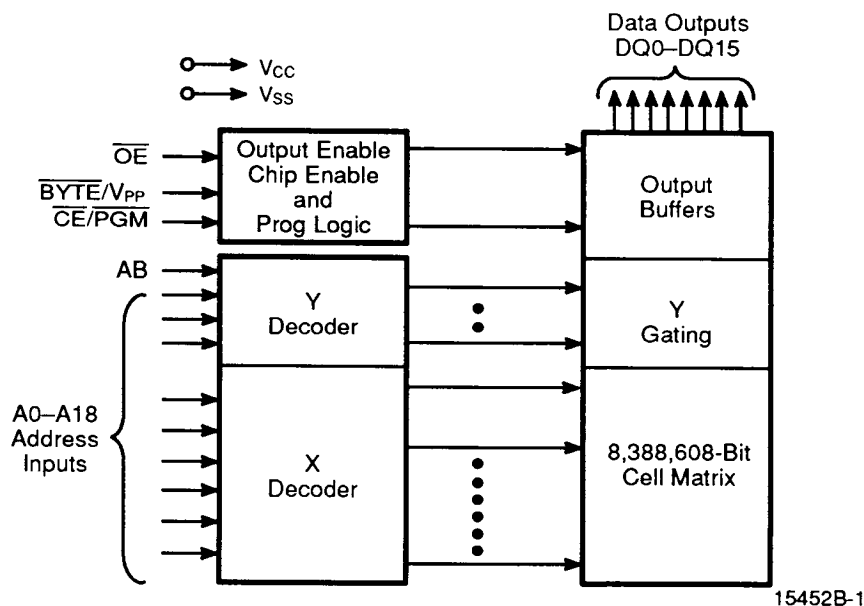 Data Outputs
DQ0–DQ15
VCC
VSS
OE
BYTE/VPP
CE/PGM
Output Enable
Chip Enable
and
Prog Logic
Output
Buffers
AB
Y
Decoder
Y
Gating
A0–A18
Address
Inputs
X
Decoder
8,388,608-Bit
Cell Matrix
15452B-1